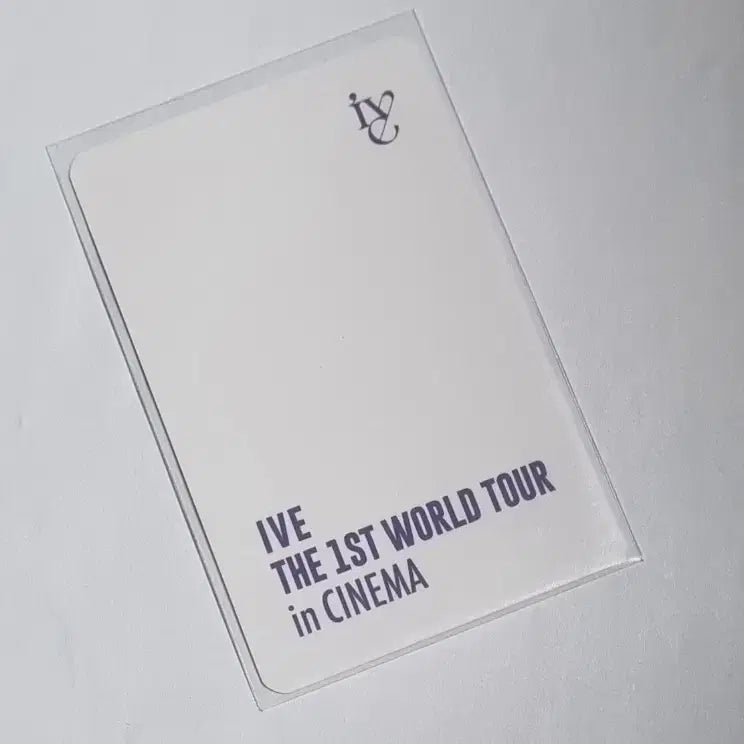 ive
IVE
THE 1ST WORLD TOUR
in CINEMA